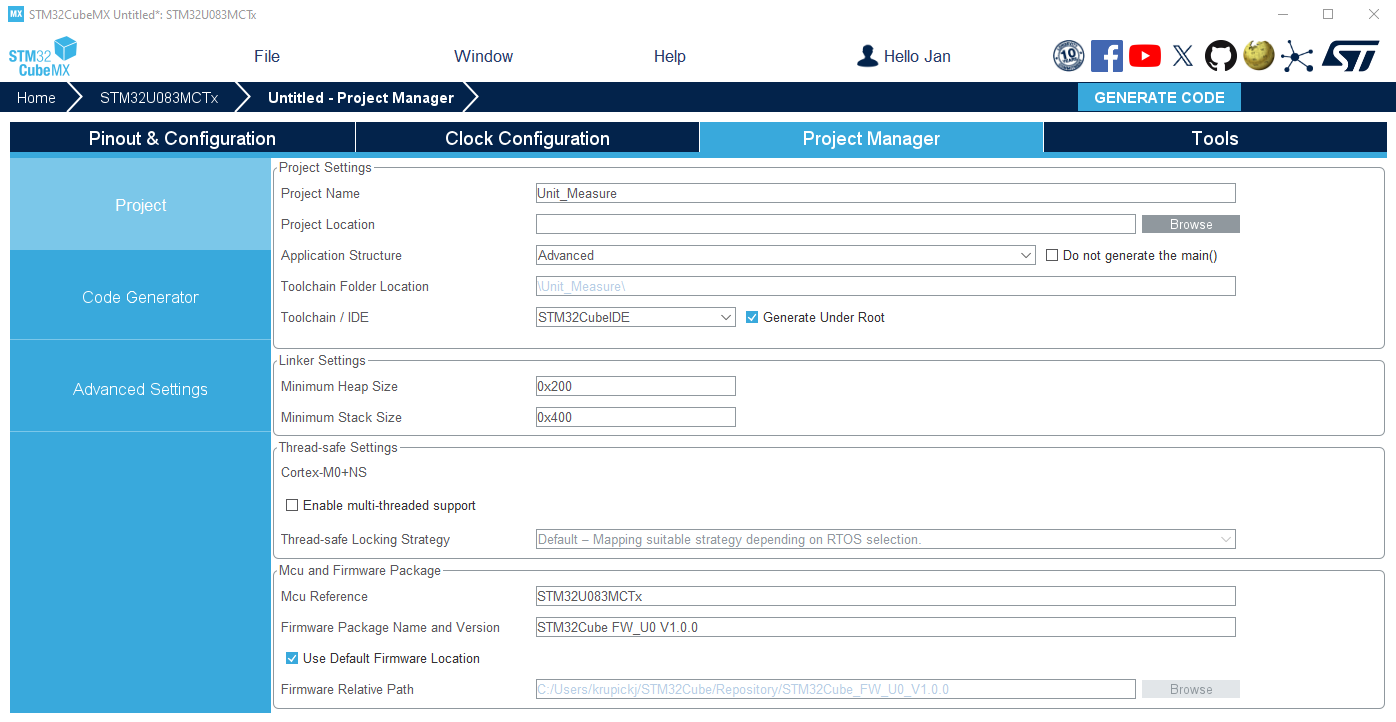 MX STM32CubeMX Untitled*: STM32U083MCTx
STM32
CubeMX
File Window Help Hello Jan
10
Home STM32U083MCTx Untitled - Project Manager GENERATE CODE
Pinout & Configuration Clock Configuration Project Manager Tools
Project
Code Generator
Advanced Settings
Project Settings
Project Name Unit_Measure
Project Location Browse
Application Structure Advanced Do not generate the main()
Toolchain Folder Location \Unit_Measure\
Toolchain / IDE STM32CubeIDE Generate Under Root
Linker Settings
Minimum Heap Size 0x200
Minimum Stack Size 0x400
Thread-safe Settings
Cortex-M0+NS
Enable multi-threaded support
Thread-safe Locking Strategy Default – Mapping suitable strategy depending on RTOS selection.
Mcu and Firmware Package
Mcu Reference STM32U083MCTx
Firmware Package Name and Version STM32Cube FW_U0 V1.0.0
Use Default Firmware Location
Firmware Relative Path C:/Users/krupickj/STM32Cube/Repository/STM32Cube_FW_U0_V1.0.0 Browse